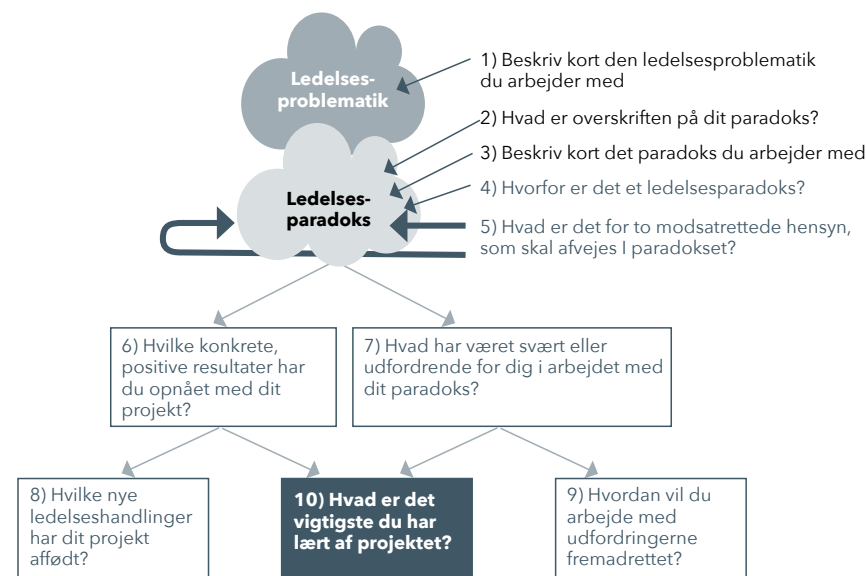 Ledelses-
problematik
1) Beskriv kort den ledelsesproblematik
du arbejder med
2) Hvad er overskriften på dit paradoks?
3) Beskriv kort det paradoks du arbejder med
Ledelses-
paradoks
4) Hvorfor er det et ledelsesparadoks?
5) Hvad er det for to modsatrettede hensyn,
som skal afvejes I paradokset?
6) Hvilke konkrete,
positive resultater har
du opnået med dit
projekt?
7) Hvad har været svært eller
udfordrende for dig i arbejdet med
dit paradoks?
8) Hvilke nye
ledelseshandlinger
har dit projekt
affødt?
10) Hvad er det
vigtigste du har
lært af projektet?
9) Hvordan vil du
arbejde med
udfordringerne
fremadrettet?